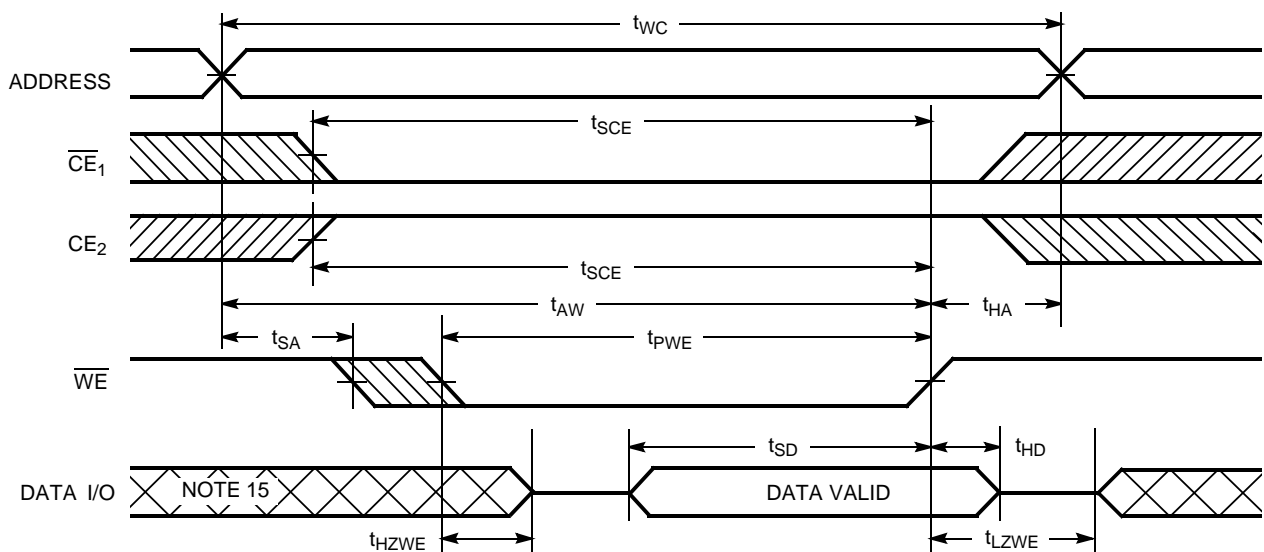 tWC
ADDRESS
tSCE
CE1
CE2
tSCE
tAW
tHA
tSA
tPWE
WE
tSD
tHD
DATA I/O
NOTE 15
DATA VALID
tHZWE
tLZWE